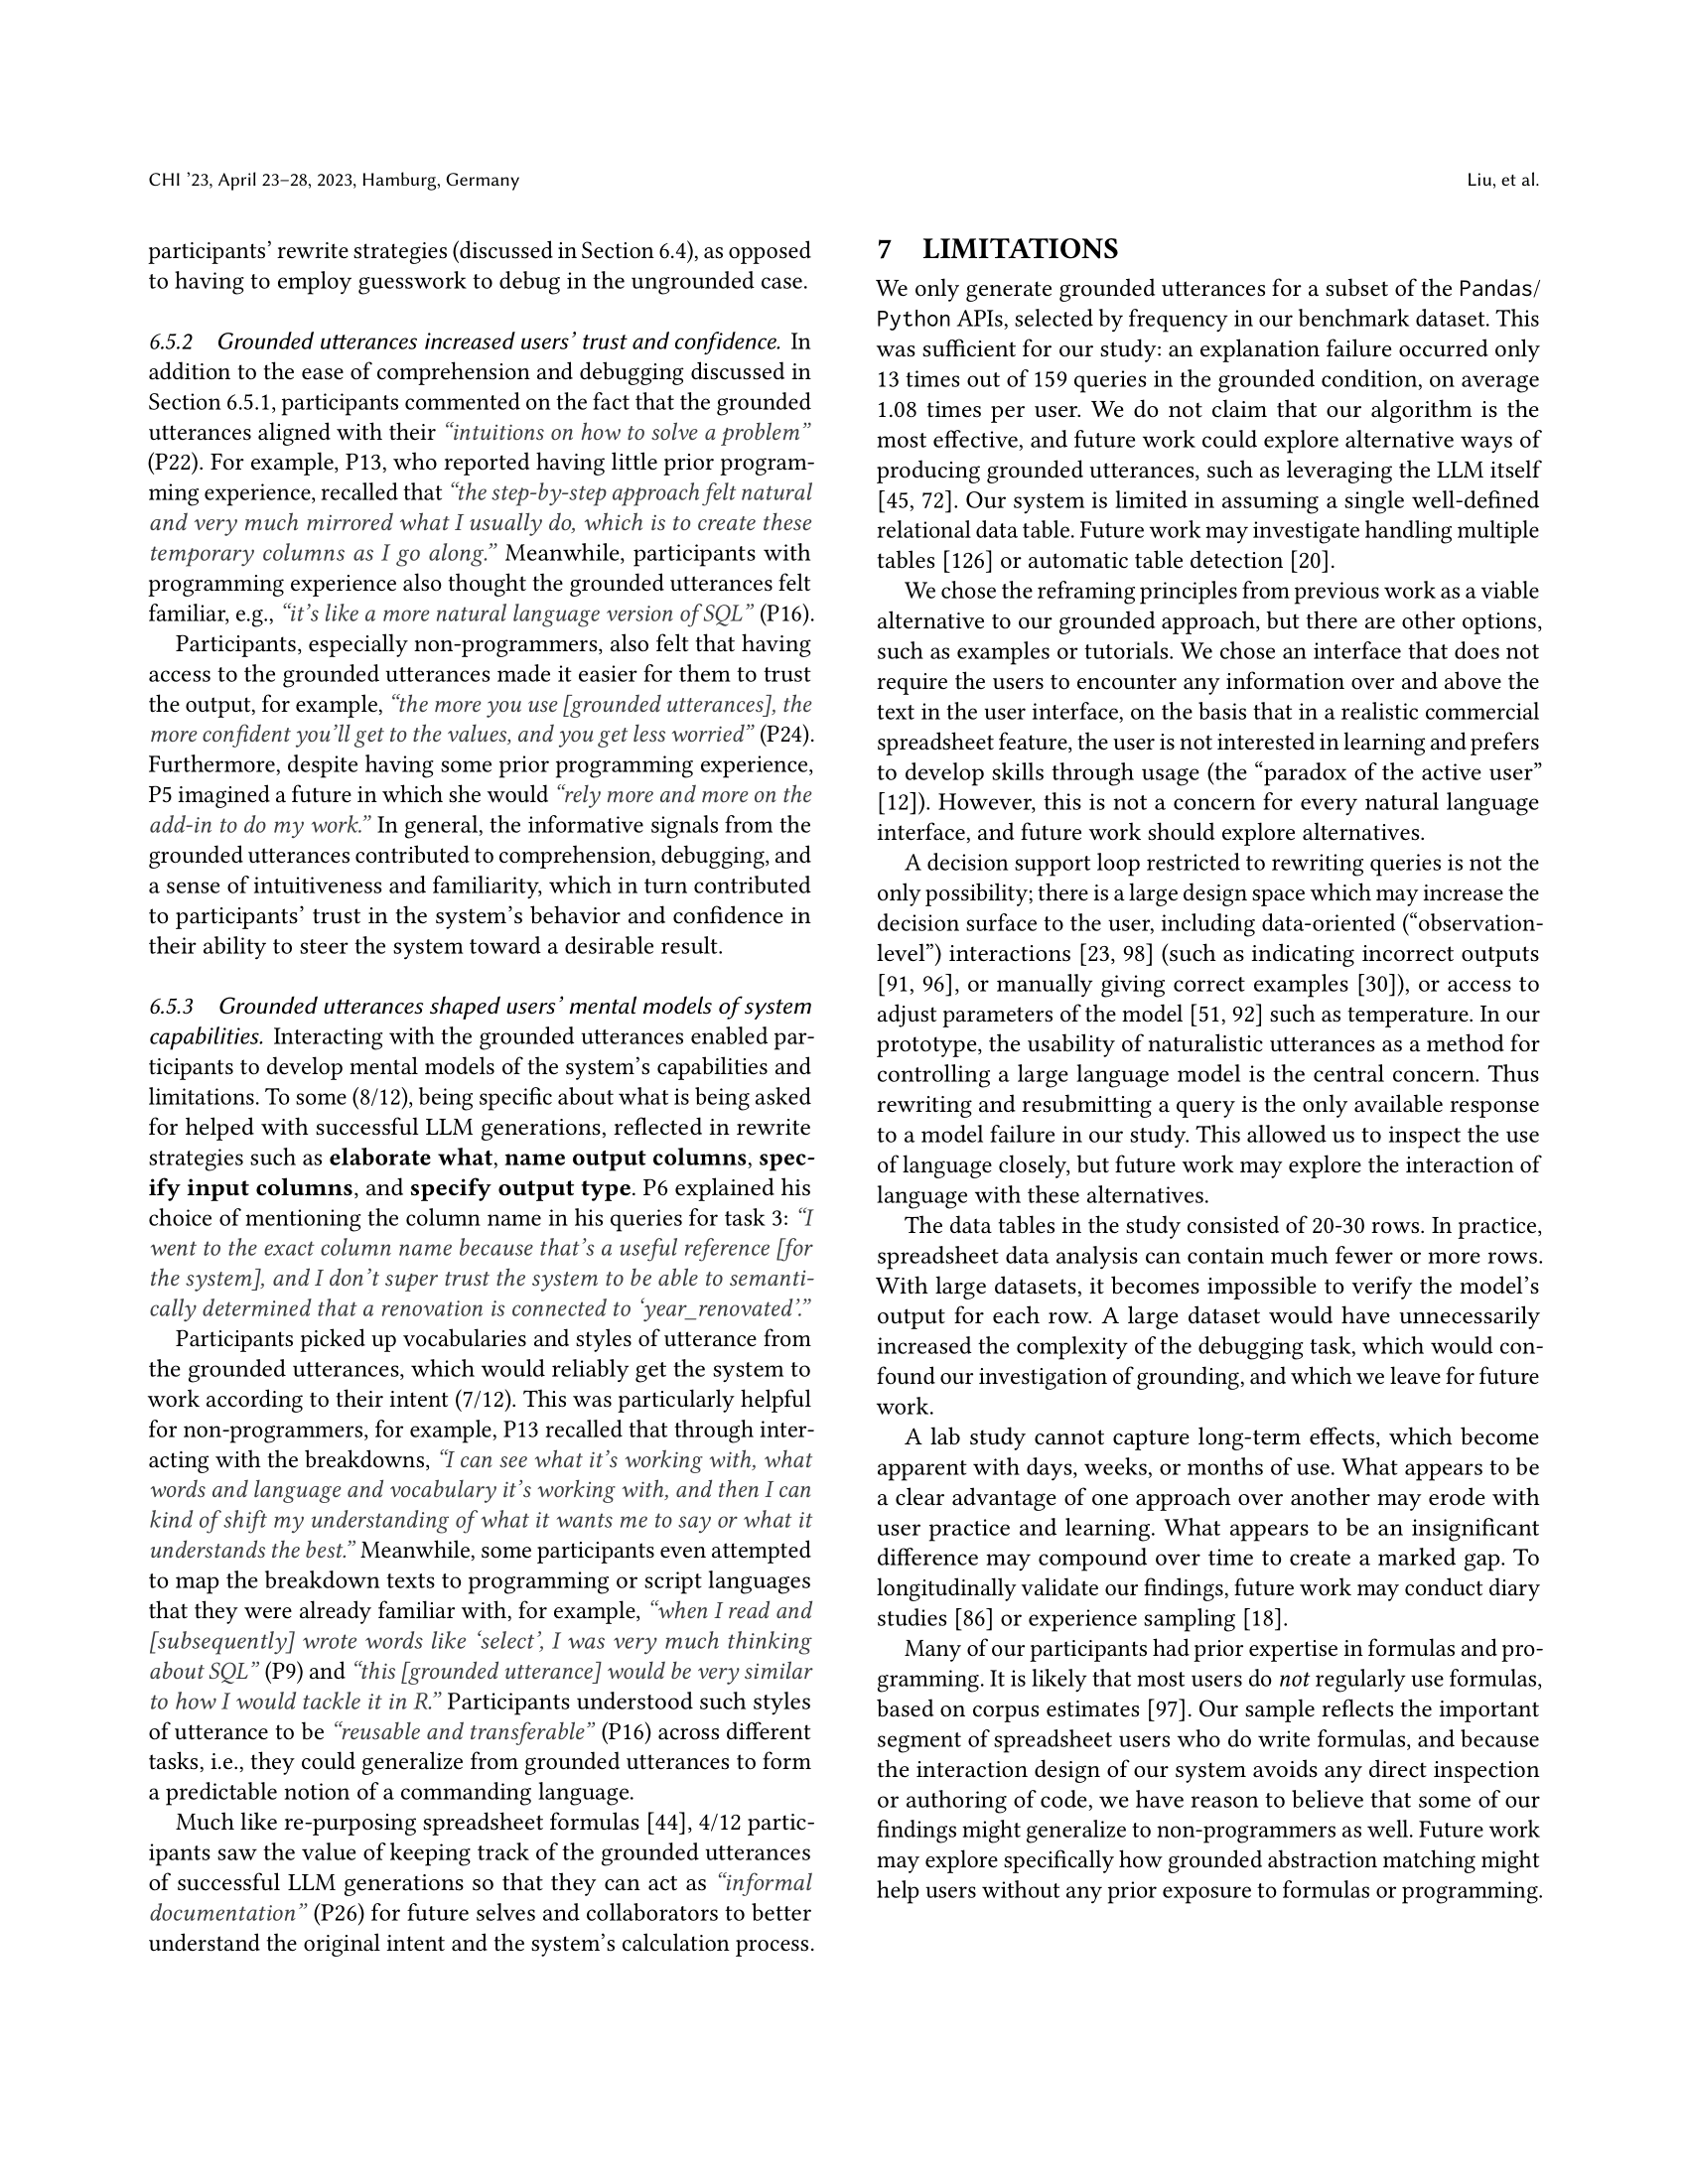 CHI ’23, April 23–28, 2023, Hamburg, Germany
Liu, et al.
participants’ rewrite strategies (discussed in Section 6.4), as opposed
to having to employ guesswork to debug in the ungrounded case.
6.5.2 Grounded utterances increased users’ trust and confidence. In
addition to the ease of comprehension and debugging discussed in
Section 6.5.1, participants commented on the fact that the grounded
utterances aligned with their “intuitions on how to solve a problem”
(P22). For example, P13, who reported having little prior program-
ming experience, recalled that “the step-by-step approach felt natural
and very much mirrored what I usually do, which is to create these
temporary columns as I go along.” Meanwhile, participants with
programming experience also thought the grounded utterances felt
familiar, e.g., “it’s like a more natural language version of SQL” (P16).
Participants, especially non-programmers, also felt that having
access to the grounded utterances made it easier for them to trust
the output, for example, “the more you use [grounded utterances], the
more confident you’ll get to the values, and you get less worried” (P24).
Furthermore, despite having some prior programming experience,
P5 imagined a future in which she would “rely more and more on the
add-in to do my work.” In general, the informative signals from the
grounded utterances contributed to comprehension, debugging, and
a sense of intuitiveness and familiarity, which in turn contributed
to participants’ trust in the system’s behavior and confidence in
their ability to steer the system toward a desirable result.
6.5.3 Grounded utterances shaped users’ mental models of system
capabilities. Interacting with the grounded utterances enabled par-
ticipants to develop mental models of the system’s capabilities and
limitations. To some (8/12), being specific about what is being asked
for helped with successful LLM generations, reflected in rewrite
strategies such as elaborate what, name output columns, spec-
ify input columns, and specify output type. P6 explained his
choice of mentioning the column name in his queries for task 3: “I
went to the exact column name because that’s a useful reference [for
the system], and I don’t super trust the system to be able to semanti-
cally determined that a renovation is connected to ‘year_renovated’.”
Participants picked up vocabularies and styles of utterance from
the grounded utterances, which would reliably get the system to
work according to their intent (7/12). This was particularly helpful
for non-programmers, for example, P13 recalled that through inter-
acting with the breakdowns, “I can see what it’s working with, what
words and language and vocabulary it’s working with, and then I can
kind of shift my understanding of what it wants me to say or what it
understands the best.” Meanwhile, some participants even attempted
to map the breakdown texts to programming or script languages
that they were already familiar with, for example, “when I read and
[subsequently] wrote words like ‘select’, I was very much thinking
about SQL” (P9) and “this [grounded utterance] would be very similar
to how I would tackle it in R.” Participants understood such styles
of utterance to be “reusable and transferable” (P16) across different
tasks, i.e., they could generalize from grounded utterances to form
a predictable notion of a commanding language.
Much like re-purposing spreadsheet formulas [44], 4/12 partic-
ipants saw the value of keeping track of the grounded utterances
of successful LLM generations so that they can act as “informal
documentation” (P26) for future selves and collaborators to better
understand the original intent and the system’s calculation process.
7 LIMITATIONS
We only generate grounded utterances for a subset of the Pandas/
Python APIs, selected by frequency in our benchmark dataset. This
was sufficient for our study: an explanation failure occurred only
13 times out of 159 queries in the grounded condition, on average
1.08 times per user. We do not claim that our algorithm is the
most effective, and future work could explore alternative ways of
producing grounded utterances, such as leveraging the LLM itself
[45, 72]. Our system is limited in assuming a single well-defined
relational data table. Future work may investigate handling multiple
tables [126] or automatic table detection [20].
We chose the reframing principles from previous work as a viable
alternative to our grounded approach, but there are other options,
such as examples or tutorials. We chose an interface that does not
require the users to encounter any information over and above the
text in the user interface, on the basis that in a realistic commercial
spreadsheet feature, the user is not interested in learning and prefers
to develop skills through usage (the “paradox of the active user”
[12]). However, this is not a concern for every natural language
interface, and future work should explore alternatives.
A decision support loop restricted to rewriting queries is not the
only possibility; there is a large design space which may increase the
decision surface to the user, including data-oriented (“observation-
level”) interactions [23, 98] (such as indicating incorrect outputs
[91, 96], or manually giving correct examples [30]), or access to
adjust parameters of the model [51, 92] such as temperature. In our
prototype, the usability of naturalistic utterances as a method for
controlling a large language model is the central concern. Thus
rewriting and resubmitting a query is the only available response
to a model failure in our study. This allowed us to inspect the use
of language closely, but future work may explore the interaction of
language with these alternatives.
The data tables in the study consisted of 20-30 rows. In practice,
spreadsheet data analysis can contain much fewer or more rows.
With large datasets, it becomes impossible to verify the model’s
output for each row. A large dataset would have unnecessarily
increased the complexity of the debugging task, which would con-
found our investigation of grounding, and which we leave for future
work.
A lab study cannot capture long-term effects, which become
apparent with days, weeks, or months of use. What appears to be
a clear advantage of one approach over another may erode with
user practice and learning. What appears to be an insignificant
difference may compound over time to create a marked gap. To
longitudinally validate our findings, future work may conduct diary
studies [86] or experience sampling [18].
Many of our participants had prior expertise in formulas and pro-
gramming. It is likely that most users do not regularly use formulas,
based on corpus estimates [97]. Our sample reflects the important
segment of spreadsheet users who do write formulas, and because
the interaction design of our system avoids any direct inspection
or authoring of code, we have reason to believe that some of our
findings might generalize to non-programmers as well. Future work
may explore specifically how grounded abstraction matching might
help users without any prior exposure to formulas or programming.